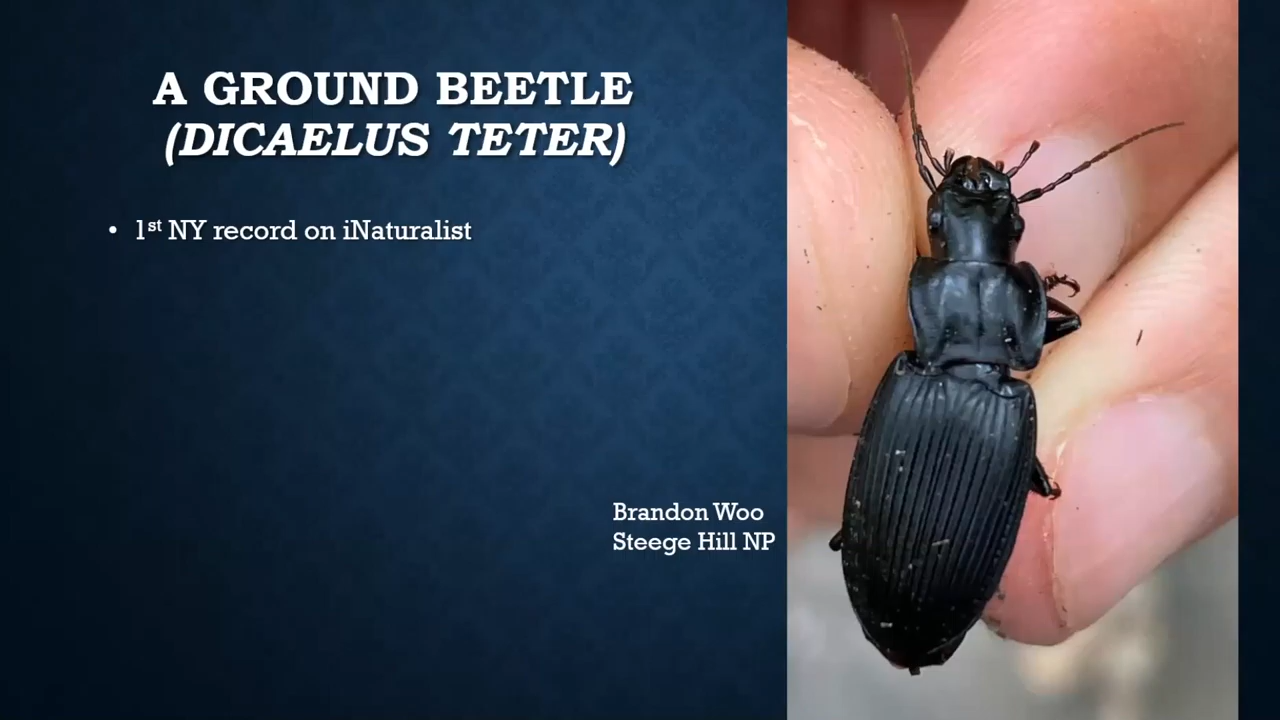 A GROUND BEETLE
(DICAELUS TETER)
• 1st NY record on iNaturalist
Brandon Woo
Steege Hill NP